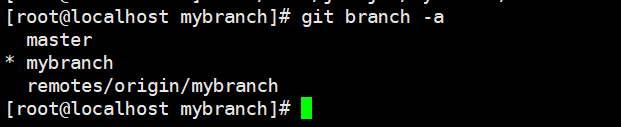 [root@localhost mybranch]# git branch -a
  master
* mybranch
  remotes/origin/mybranch
[root@localhost mybranch]#